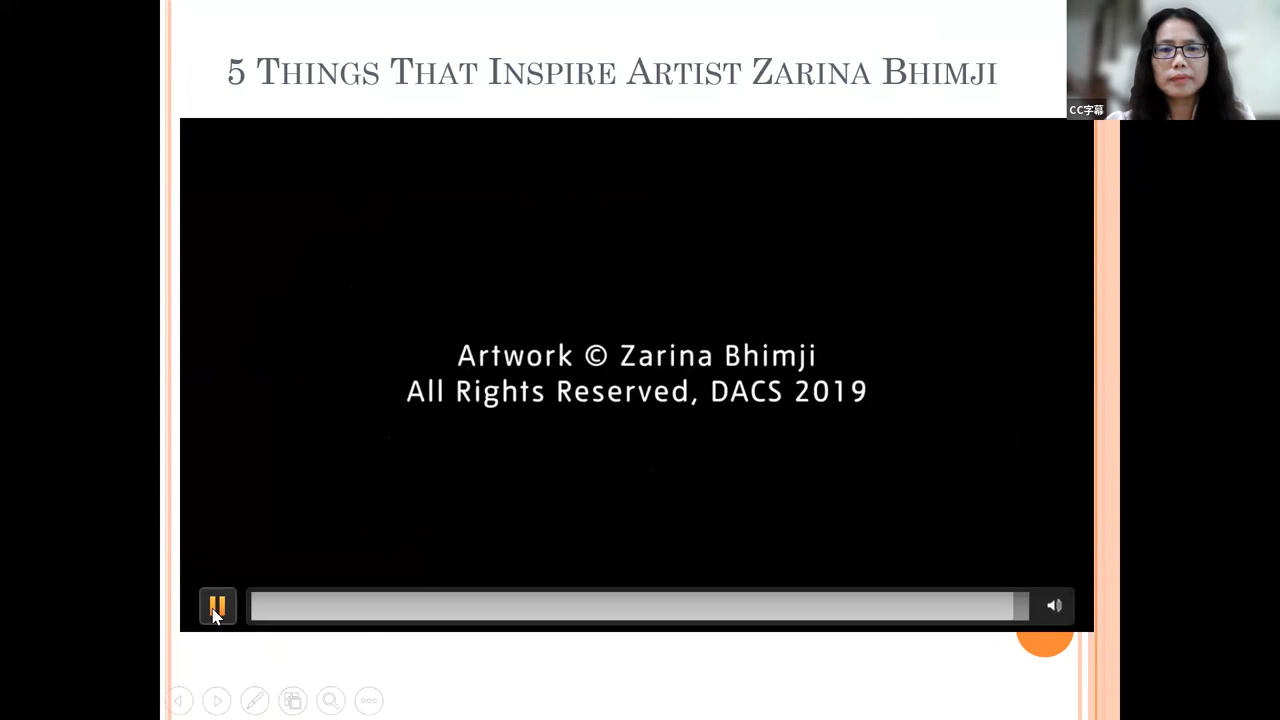 5 THINGS THAT INSPIRE ARTIST ZARINA BHIMJI
CC字幕
Artwork © Zarina Bhimji
All Rights Reserved, DACS 2019